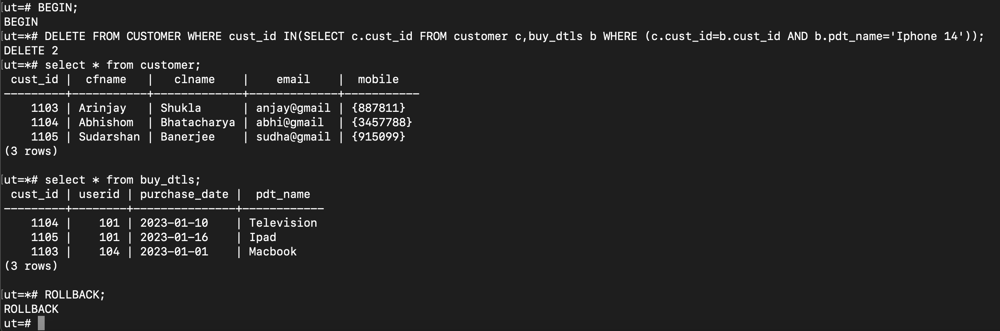 ut=# BEGIN;
BEGIN
ut=*# DELETE FROM CUSTOMER WHERE cust_id IN(SELECT c.cust_id FROM customer c,buy_dtls b WHERE (c.cust_id=b.cust_id AND b.pdt_name='Iphone 14'));
DELETE 2
ut=*# select * from customer;
 cust_id |  cfname   |   clname    |    email    |  mobile
---------+-----------+-------------+-------------+-----------
    1103 | Arinjay   | Shukla      | anjay@gmail | {887811}
    1104 | Abhishom  | Bhatacharya | abhi@gmail  | {3457788}
    1105 | Sudarshan | Banerjee    | sudha@gmail | {915099}
(3 rows)

ut=*# select * from buy_dtls;
 cust_id | userid | purchase_date |  pdt_name
---------+--------+---------------+------------
    1104 |    101 | 2023-01-10    | Television
    1105 |    101 | 2023-01-16    | Ipad
    1103 |    104 | 2023-01-01    | Macbook
(3 rows)

ut=*# ROLLBACK;
ROLLBACK
ut=#